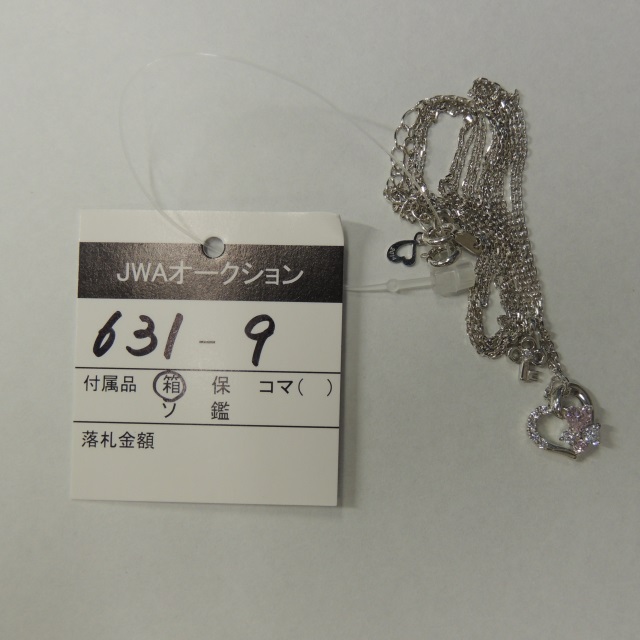 JWAオークション
631-9
付属品 箱 保 コマ( )
ソ 鑑
落札金額